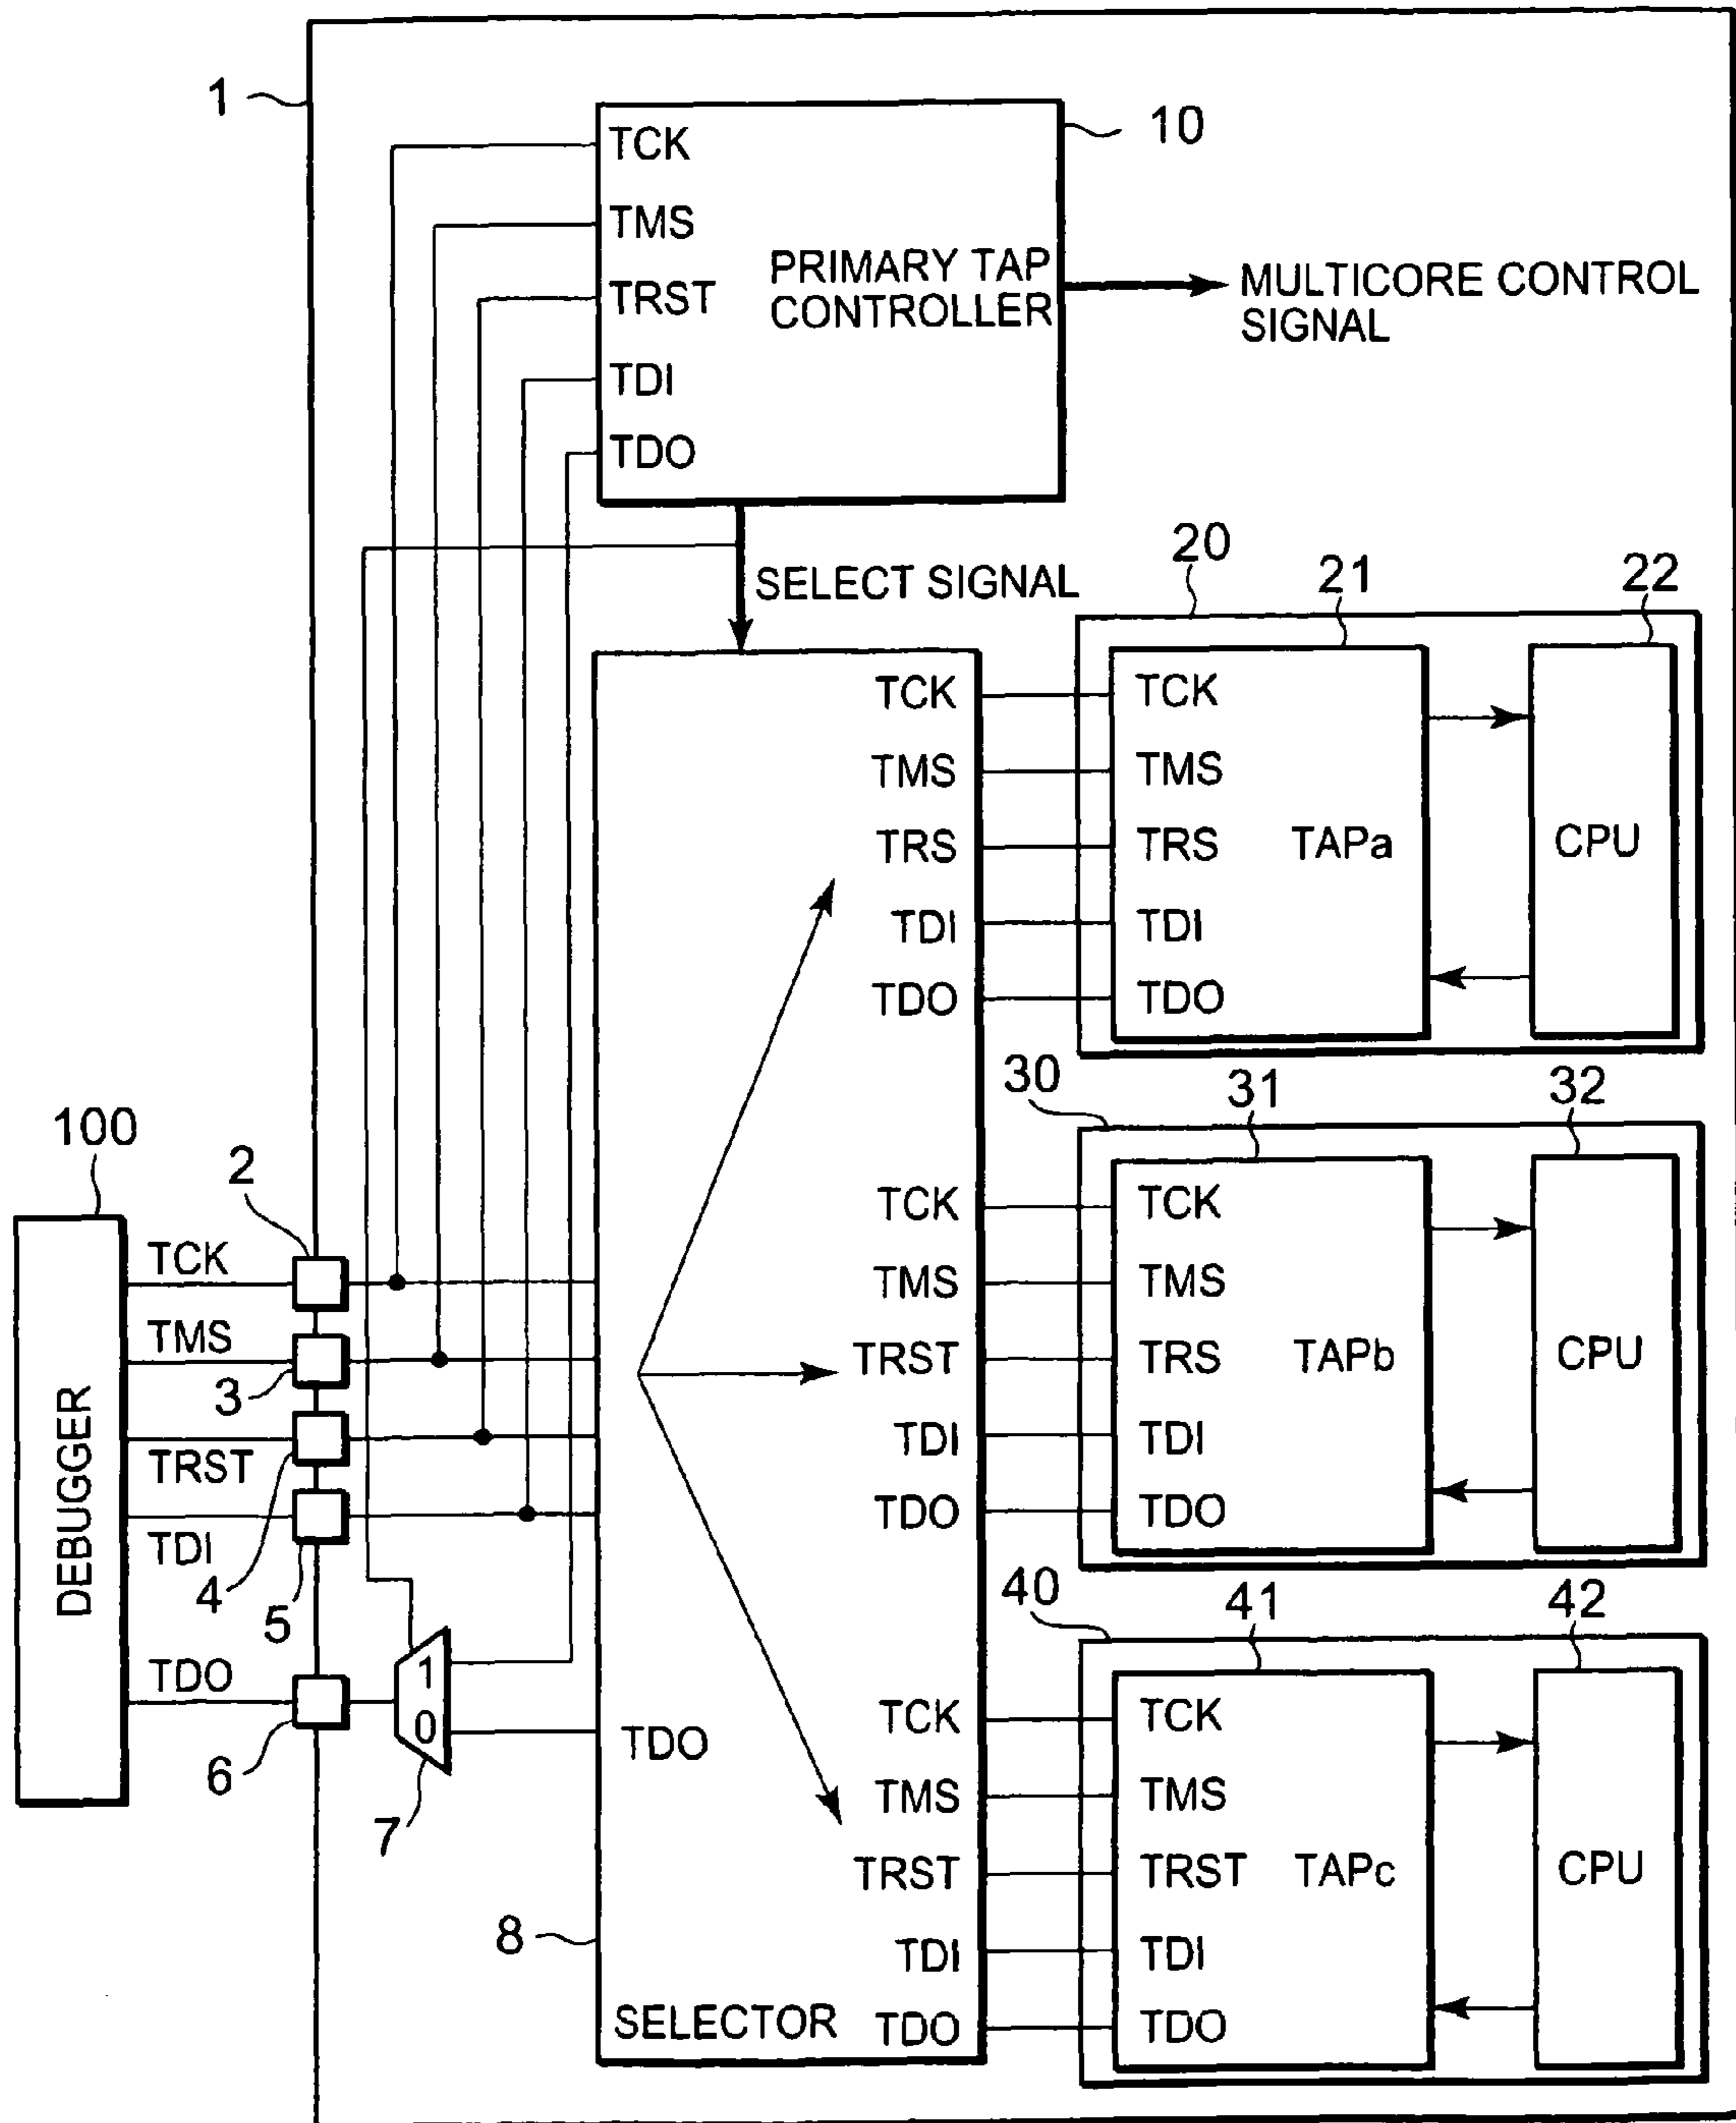 1
10
TCK
TMS
TRST
TDI
TDO
PRIMARY TAP
CONTROLLER
MULTICORE CONTROL
SIGNAL
SELECT SIGNAL
20
21
22
TCK
TMS
TRS
TDI
TDO
TCK
TMS
TRS
TDI
TDO
TAPa
CPU
30
31
32
TCK
TMS
TRST
TDI
TDO
TCK
TMS
TRS
TDI
TDO
TAPb
CPU
40
41
42
TCK
TMS
TRST
TDI
TDO
TCK
TMS
TRST
TDI
TDO
TAPc
CPU
100
DEBUGGER
TCK
TMS
TRST
TDI
TDO
2
3
4
5
6
1
0
7
TDO
8
SELECTOR